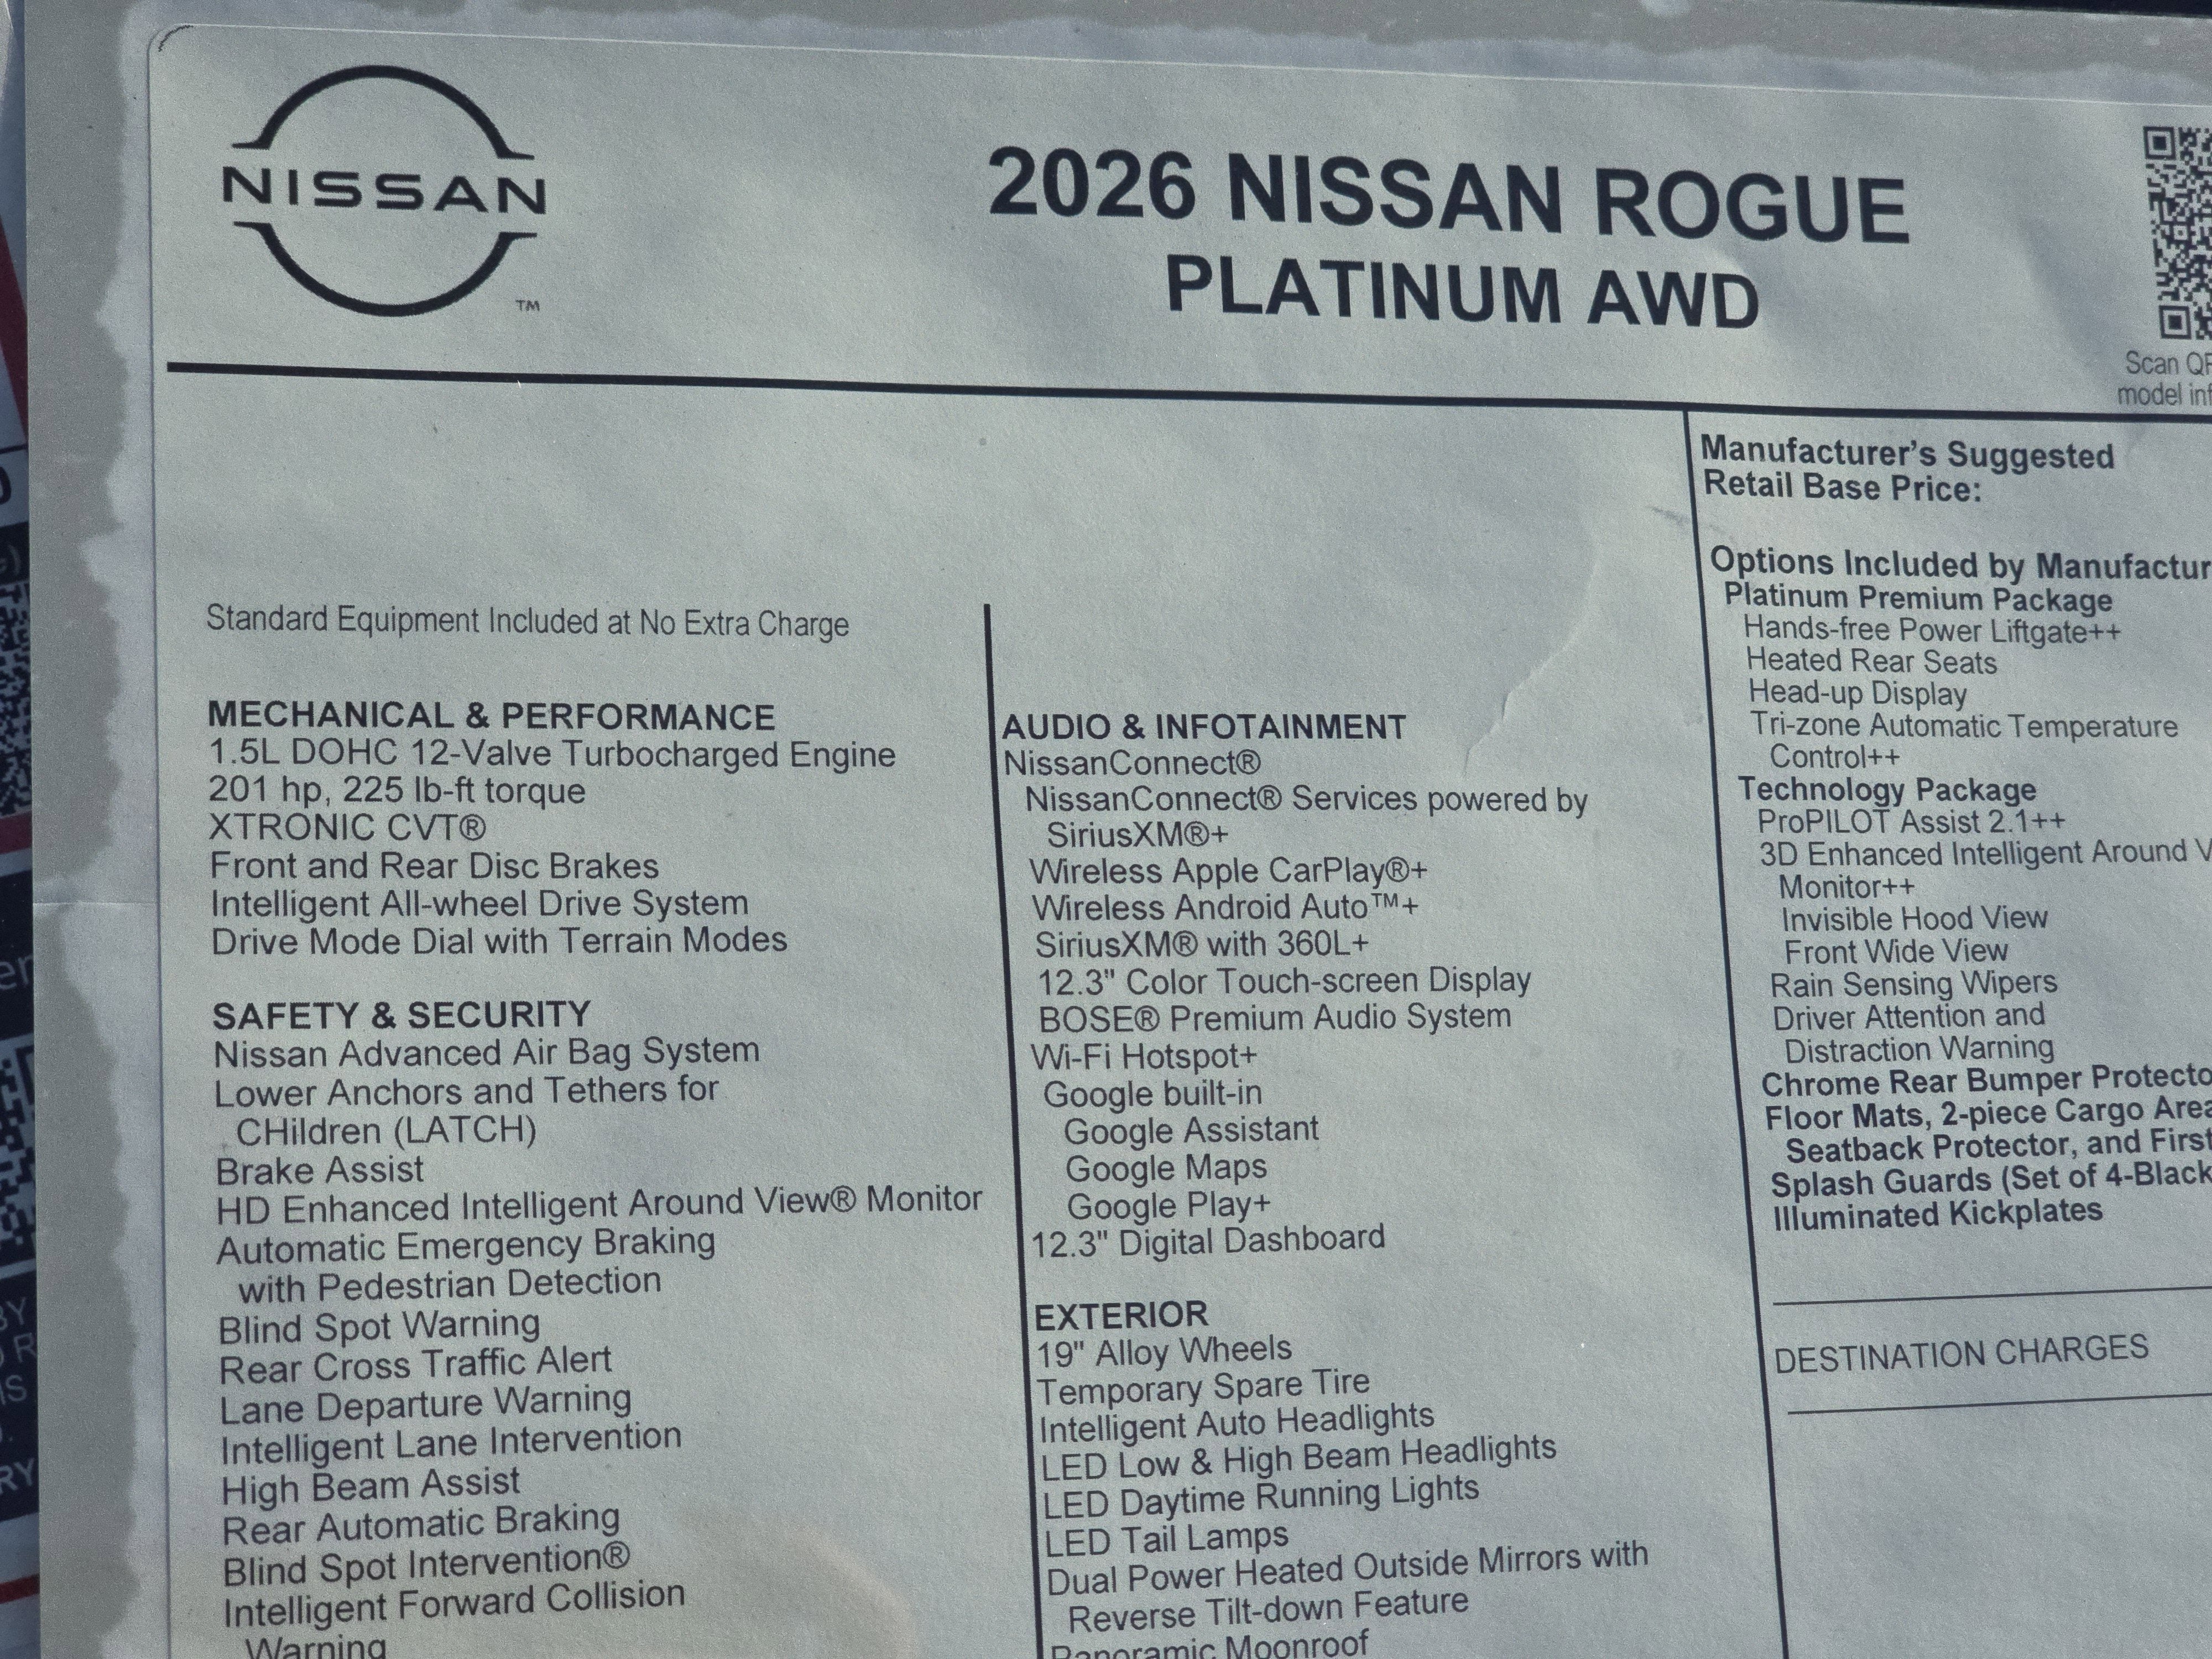 NISSAN
TM
2026 NISSAN ROGUE
PLATINUM AWD
Scan
model
Standard Equipment Included at No Extra Charge
MECHANICAL & PERFORMANCE
1.5L DOHC 12-Valve Turbocharged Engine
201 hp, 225 lb-ft torque
XTRONIC CVT®
Front and Rear Disc Brakes
Intelligent All-wheel Drive System
Drive Mode Dial with Terrain Modes
SAFETY & SECURITY
Nissan Advanced Air Bag System
Lower Anchors and Tethers for
CHildren (LATCH)
Brake Assist
HD Enhanced Intelligent Around View® Monitor
Automatic Emergency Braking
with Pedestrian Detection
Blind Spot Warning
Rear Cross Traffic Alert
Lane Departure Warning
Intelligent Lane Intervention
High Beam Assist
Rear Automatic Braking
Blind Spot Intervention®
Intelligent Forward Collision
Warning
AUDIO & INFOTAINMENT
NissanConnect®
NissanConnect® Services powered by
SiriusXM®+
Wireless Apple CarPlay®+
Wireless Android Auto™+
SiriusXM® with 360L+
12.3" Color Touch-screen Display
BOSE® Premium Audio System
Wi-Fi Hotspot+
Google built-in
Google Assistant
Google Maps
Google Play+
12.3" Digital Dashboard
EXTERIOR
19" Alloy Wheels
Temporary Spare Tire
Intelligent Auto Headlights
LED Low & High Beam Headlights
LED Daytime Running Lights
LED Tail Lamps
Dual Power Heated Outside Mirrors with
Reverse Tilt-down Feature
Panoramic Moonroof
Manufacturer's Suggested
Retail Base Price:
Options Included by Manufactur
Platinum Premium Package
Hands-free Power Liftgate++
Heated Rear Seats
Head-up Display
Tri-zone Automatic Temperature
Control++
Technology Package
ProPILOT Assist 2.1++
3D Enhanced Intelligent Around V
Monitor++
Invisible Hood View
Front Wide View
Rain Sensing Wipers
Driver Attention and
Distraction Warning
Chrome Rear Bumper Protecto
Floor Mats, 2-piece Cargo Area
Seatback Protector, and First
Splash Guards (Set of 4-Black
Illuminated Kickplates
DESTINATION CHARGES